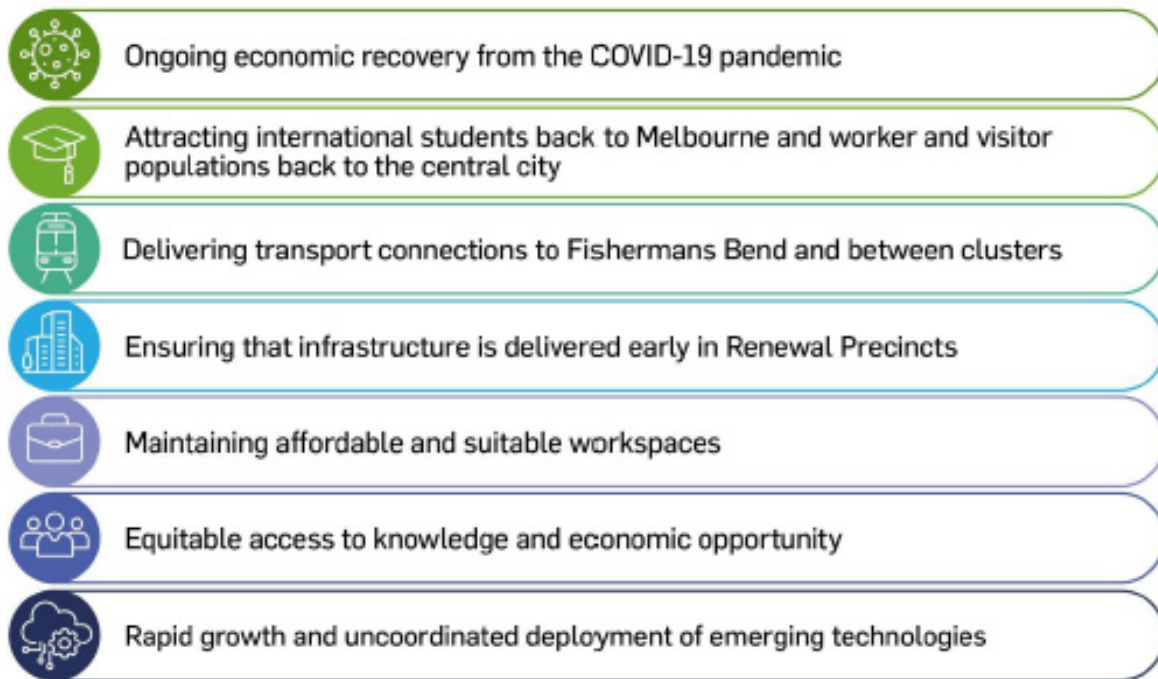 Ongoing economic recovery from the COVID-19 pandemic
Attracting international students back to Melbourne and worker and visitor
populations back to the central city
Delivering transport connections to Fishermans Bend and between clusters
Ensuring that infrastructure is delivered early in Renewal Precincts
Maintaining affordable and suitable workspaces
Equitable access to knowledge and economic opportunity
Rapid growth and uncoordinated deployment of emerging technologies